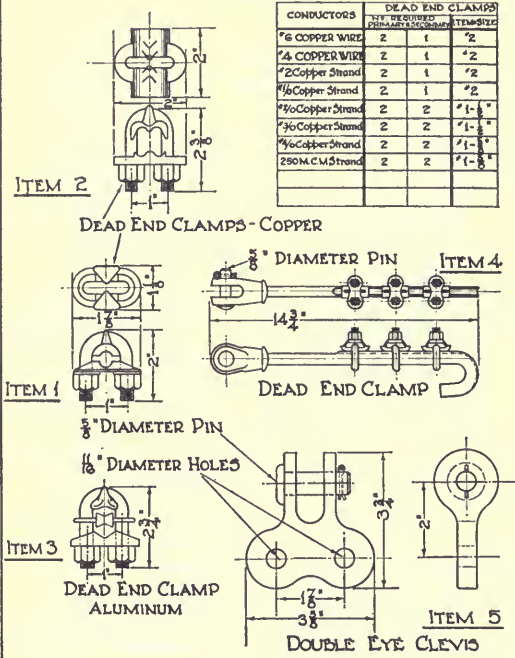 CONDUCTORS
DEAD END CLAMPS
Nº REQUIRED
PRIMARY & SECONDARY
ITEM & SIZE
#6 COPPER WIRE 2 1 #2
#4 COPPER WIRE 2 1 #2
#2 Copper Strand 2 1 #2
#1/0 Copper Strand 2 1 #2
#2/0 Copper Strand 2 2
#3/0 Copper Strand 2 2
#4/0 Copper Strand 2 2
250 M.C.M Strand 2 2
2"
2"
2 3/8"
1"
ITEM 2
DEAD END CLAMPS - COPPER
1 1/8"
1 7/8"
2"
1"
ITEM 1
5/8" DIAMETER PIN
ITEM 4
14 3/4"
DEAD END CLAMP
5/8" DIAMETER PIN
11/16" DIAMETER HOLES
ITEM 3
2 3/4"
1"
DEAD END CLAMP
ALUMINUM
3 3/4"
2"
1 7/8"
3 5/8"
ITEM 5
DOUBLE EYE CLEVIS